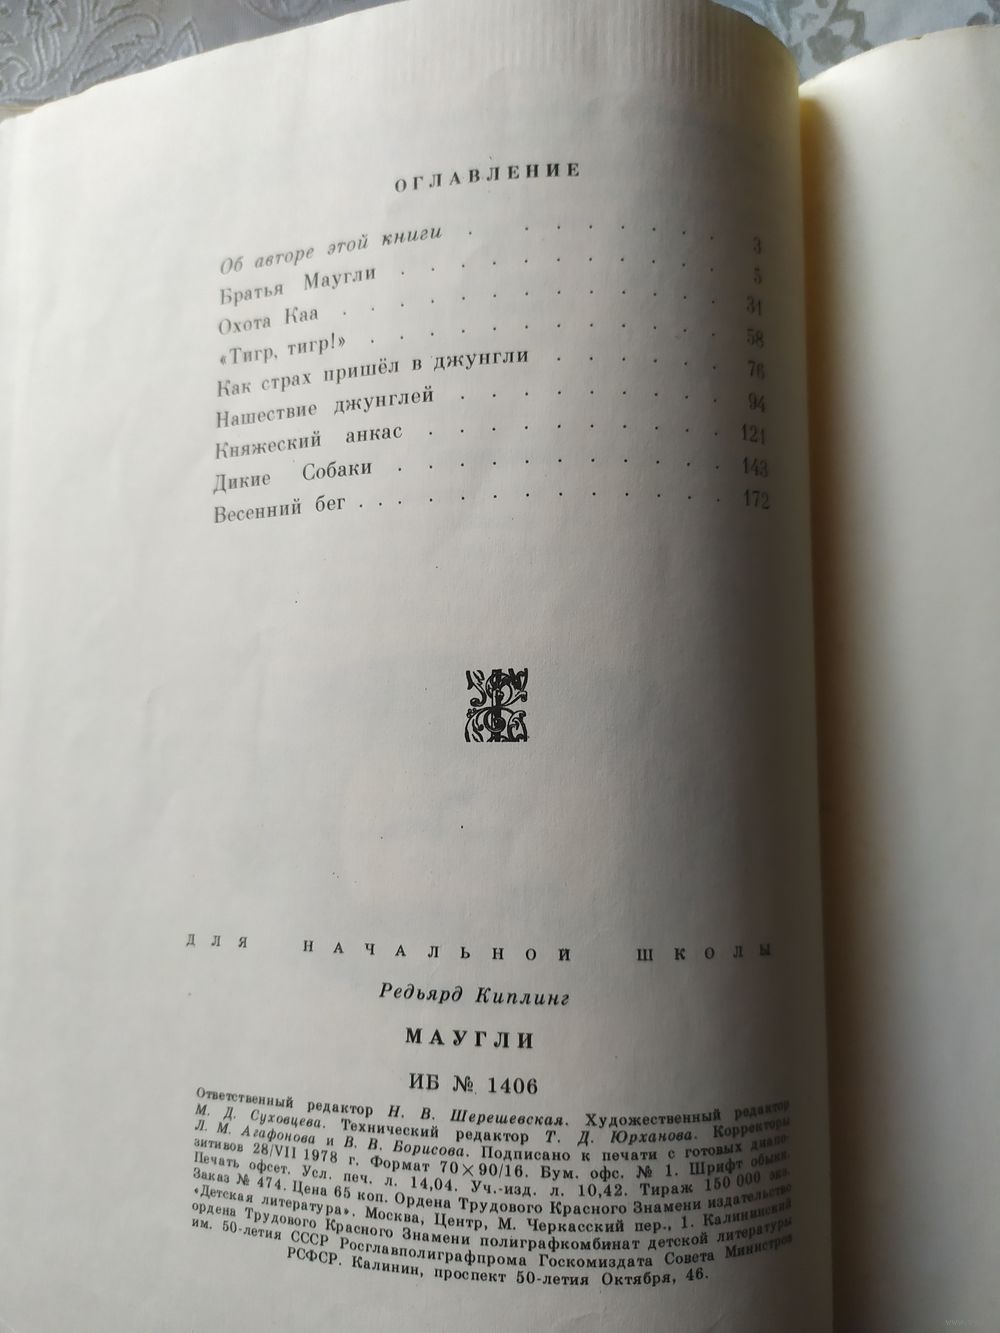 ОГЛАВЛЕНИЕ
Об авторе этой книги . . . . . . . . 3
Братья Маугли . . . . . . . . . . . 5
Охота Каа . . . . . . . . . . . . 31
«Тигр, тигр!» . . . . . . . . . . . . 58
Как страх пришёл в джунгли . . . . . . 76
Нашествие джунглей . . . . . . . . . 94
Княжеский анкас . . . . . . . . . . 121
Дикие Собаки . . . . . . . . . . . 143
Весенний бег . . . . . . . . . . . . . 172
ДЛЯ НАЧАЛЬНОЙ ШКОЛЫ
Редьярд Киплинг
МАУГЛИ
ИБ № 1406
Ответственный редактор Н. В. Шерешевская. Художественный редактор
М. Д. Суховцева. Технический редактор Т. Д. Юрханова. Корректоры
Л. М. Агафонова и В. В. Борисова. Подписано к печати с готовых диапо-
зитивов 28/VII 1978 г. Формат 70×90/16. Бум. офс. № 1. Шрифт обыкн.
Печать офсет. Усл. печ. л. 14,04. Уч.-изд. л. 10,42. Тираж 150 000 экз.
Заказ № 474. Цена 65 коп. Ордена Трудового Красного Знамени издательство
«Детская литература». Москва, Центр, М. Черкасский пер., 1. Калининский
ордена Трудового Красного Знамени полиграфкомбинат детской литературы
им. 50-летия СССР Росглавполиграфпрома Госкомиздата Совета Министров
РСФСР. Калинин, проспект 50-летия Октября, 46.